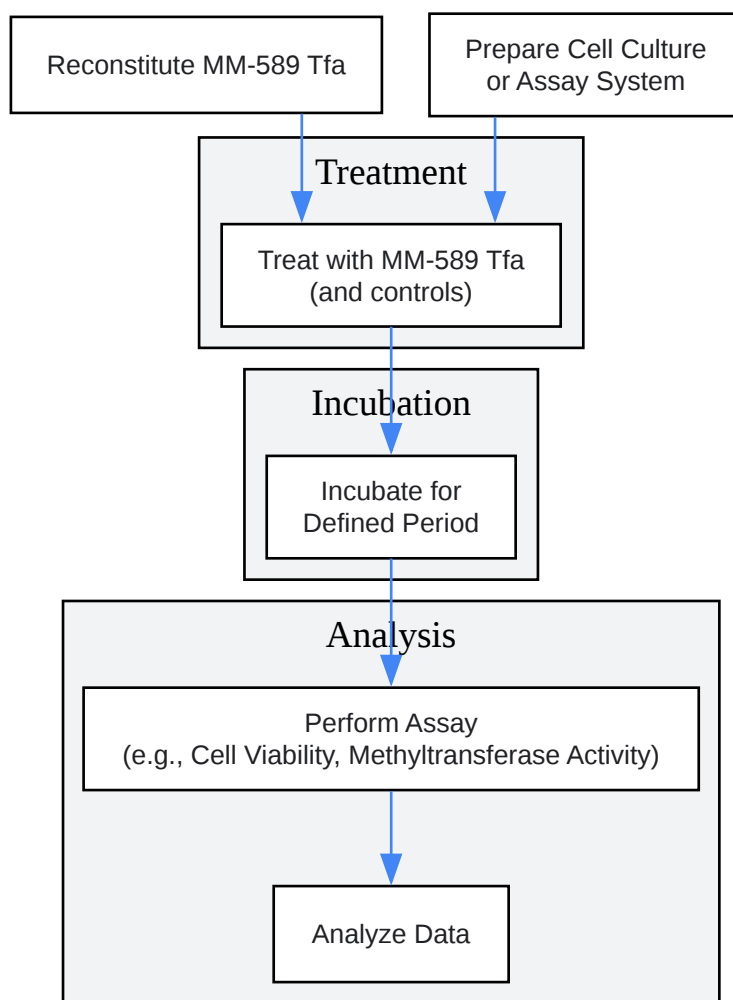 Reconstitute MM-589 Tfa
Prepare Cell Culture
or Assay System
Treatment
Treat with MM-589 Tfa
(and controls)
Incubation
Incubate for
Defined Period
Analysis
Perform Assay
(e.g., Cell Viability, Methyltransferase Activity)
Analyze Data